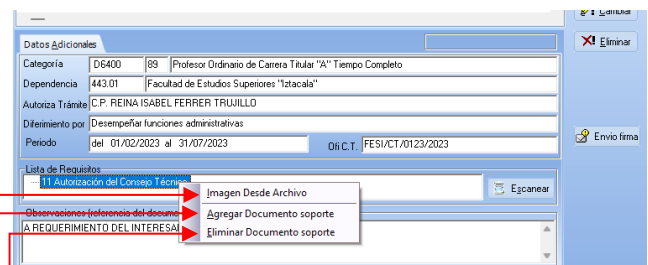 Cambiar
Datos Adicionales
Eliminar
Categoría D6400 89 Profesor Ordinario de Carrera Titular "A" Tiempo Completo
Dependencia 443.01 Facultad de Estudios Superiores "Iztacala"
Autoriza Trámite C.P. REINA ISABEL FERRER TRUJILLO
Diferimiento por Desempeñar funciones administrativas
Periodo del 01/02/2023 al 31/07/2023 Ofi C.T. FESI/CT/0123/2023
Envio firma
Lista de Requisitos
11 Autorización del Consejo Técnico
Imagen Desde Archivo
Escanear
Agregar Documento soporte
Observaciones (referencia del docume
Eliminar Documento soporte
A REQUERIMIENTO DEL INTERESA